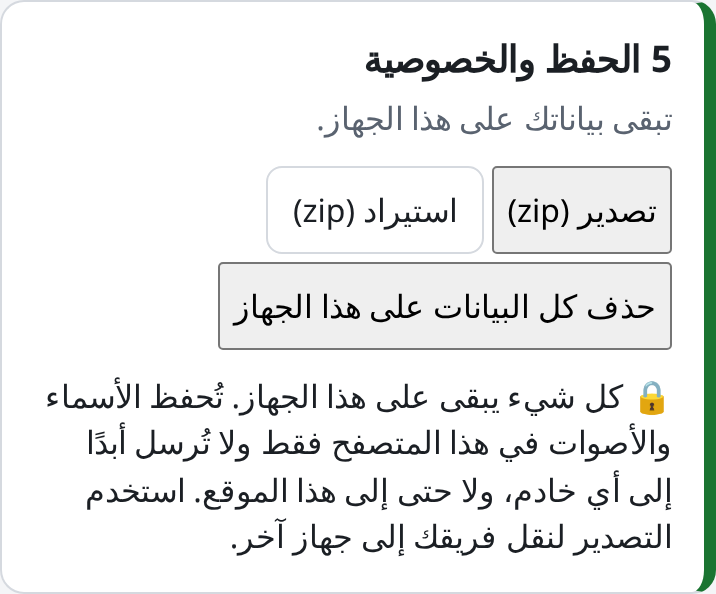 5 الحفظ والخصوصية
تبقى بياناتك على هذا الجهاز.
تصدير (zip)
استيراد (zip)
حذف كل البيانات على هذا الجهاز
🔒 كل شيء يبقى على هذا الجهاز. تُحفظ الأسماء
والأصوات في هذا المتصفح فقط ولا تُرسل أبدًا
إلى أي خادم، ولا حتى إلى هذا الموقع. استخدم
التصدير لنقل فريقك إلى جهاز آخر.